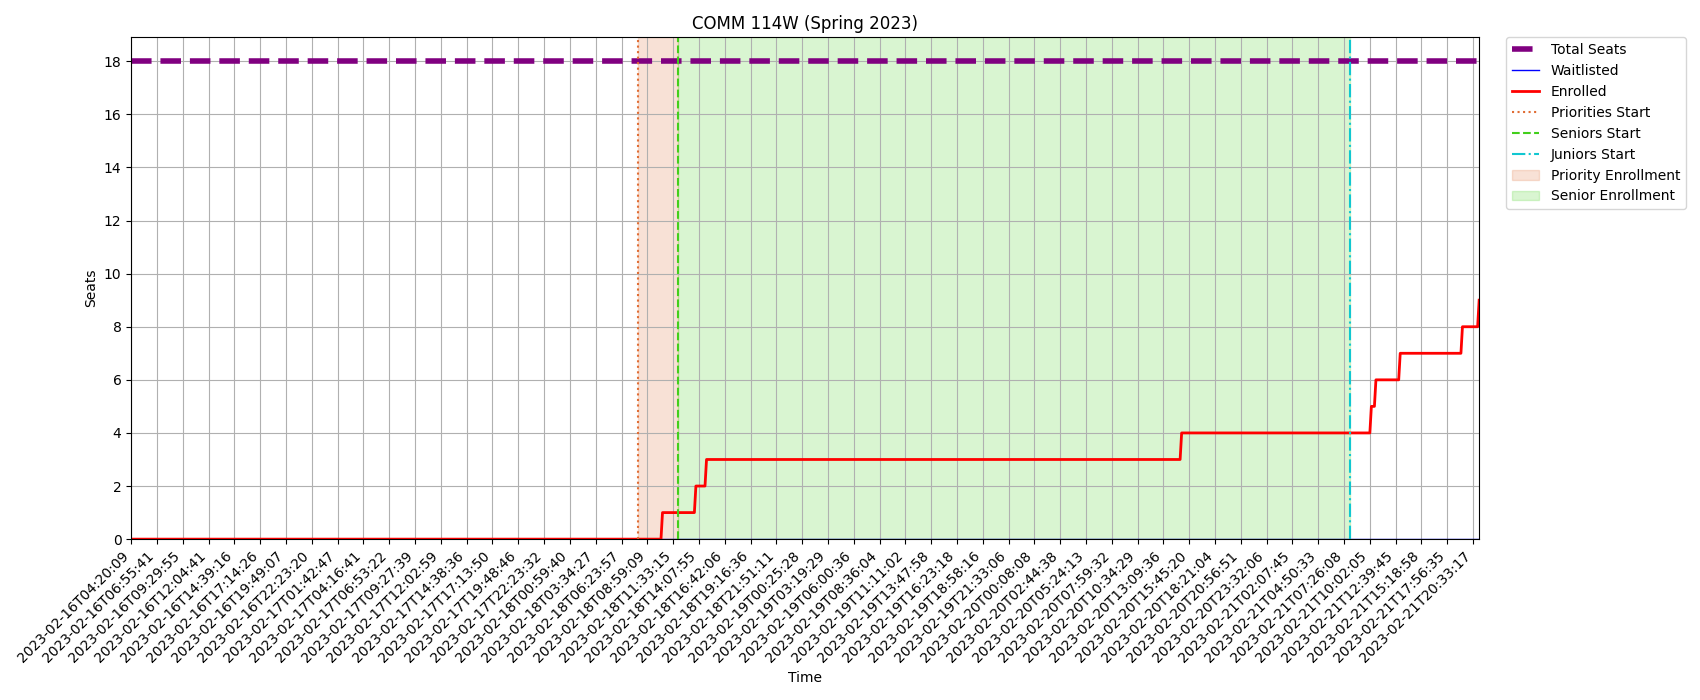 COMM 114W (Spring 2023)
Total Seats
Waitlisted
Enrolled
Priorities Start
Seniors Start
Juniors Start
Priority Enrollment
Senior Enrollment
Seats
18
16
14
12
10
8
6
4
2
0
2023-02-16T04:20:09
2023-02-16T06:55:41
2023-02-16T09:29:55
2023-02-16T12:04:41
2023-02-16T14:39:16
2023-02-16T17:14:26
2023-02-16T19:49:07
2023-02-16T22:23:20
2023-02-17T01:42:47
2023-02-17T04:16:41
2023-02-17T06:53:22
2023-02-17T09:27:39
2023-02-17T12:02:59
2023-02-17T14:38:36
2023-02-17T17:13:50
2023-02-17T19:48:46
2023-02-17T22:23:32
2023-02-18T00:59:40
2023-02-18T03:34:27
2023-02-18T06:23:57
2023-02-18T08:59:09
2023-02-18T11:33:15
2023-02-18T14:07:55
2023-02-18T16:42:06
2023-02-18T19:16:36
2023-02-18T21:51:11
2023-02-19T00:25:28
2023-02-19T03:19:29
2023-02-19T06:00:36
2023-02-19T08:36:04
2023-02-19T11:11:02
2023-02-19T13:47:58
2023-02-19T16:23:18
2023-02-19T18:58:16
2023-02-19T21:33:06
2023-02-20T00:08:08
2023-02-20T02:44:38
2023-02-20T05:24:13
2023-02-20T07:59:32
2023-02-20T10:34:29
2023-02-20T13:09:36
2023-02-20T15:45:20
2023-02-20T18:21:04
2023-02-20T20:56:51
2023-02-20T23:32:06
2023-02-21T02:07:45
2023-02-21T04:50:33
2023-02-21T07:26:08
2023-02-21T10:02:05
2023-02-21T12:39:45
2023-02-21T15:18:58
2023-02-21T17:56:35
2023-02-21T20:33:17
Time